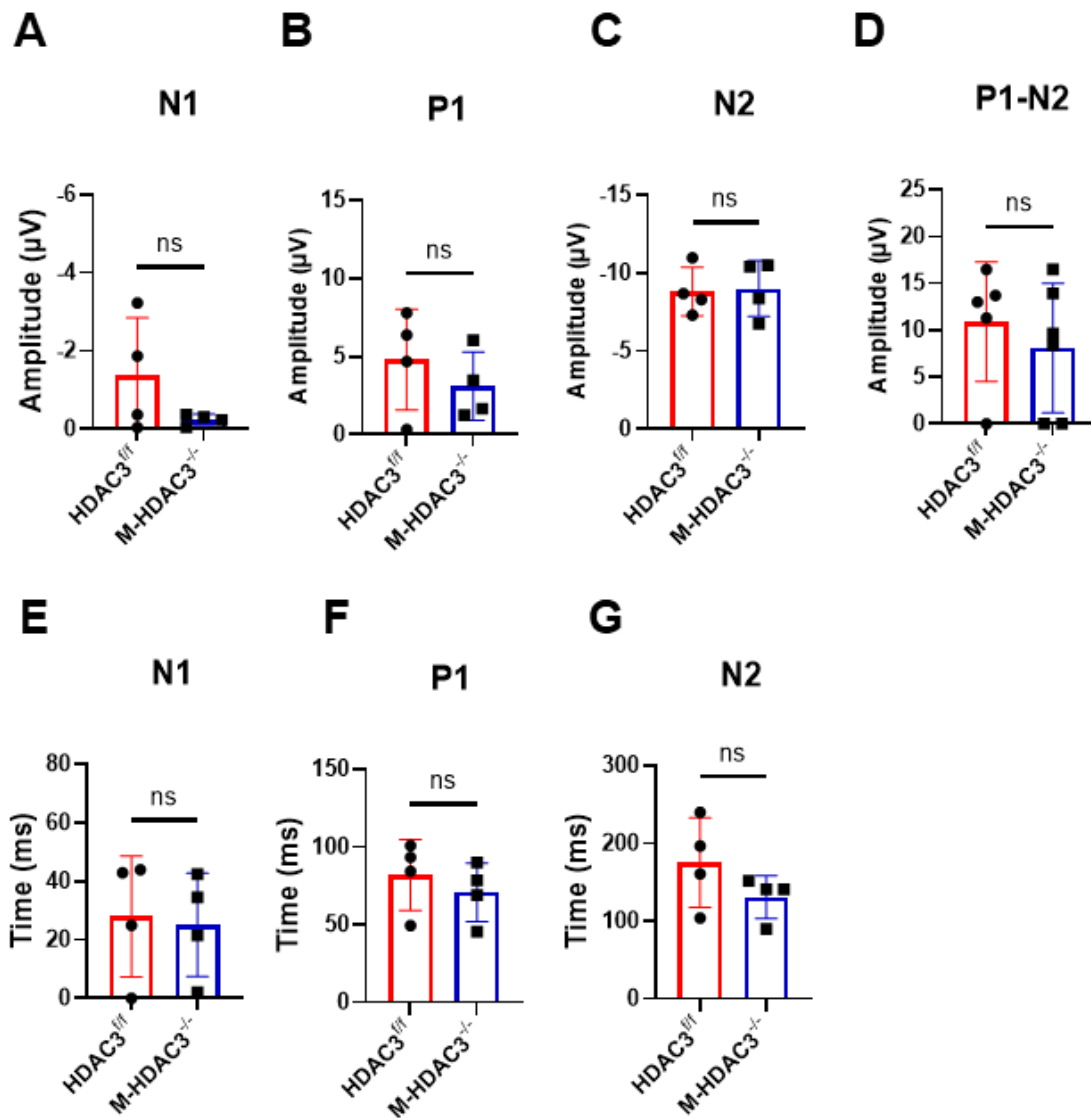 A
B
C
D
N1
P1
N2
P1-N2
Amplitude (µV)
-6
-4
-2
0
ns
HDAC3f/f
M-HDAC3-/-
Amplitude (µV)
15
10
5
0
ns
HDAC3f/f
M-HDAC3-/-
Amplitude (µV)
-15
-10
-5
0
ns
HDAC3f/f
M-HDAC3-/-
Amplitude (µV)
25
20
15
10
5
0
ns
HDAC3f/f
M-HDAC3-/-
E
F
G
N1
P1
N2
Time (ms)
80
60
40
20
0
ns
HDAC3f/f
M-HDAC3-/-
Time (ms)
150
100
50
0
ns
HDAC3f/f
M-HDAC3-/-
Time (ms)
300
200
100
0
ns
HDAC3f/f
M-HDAC3-/-